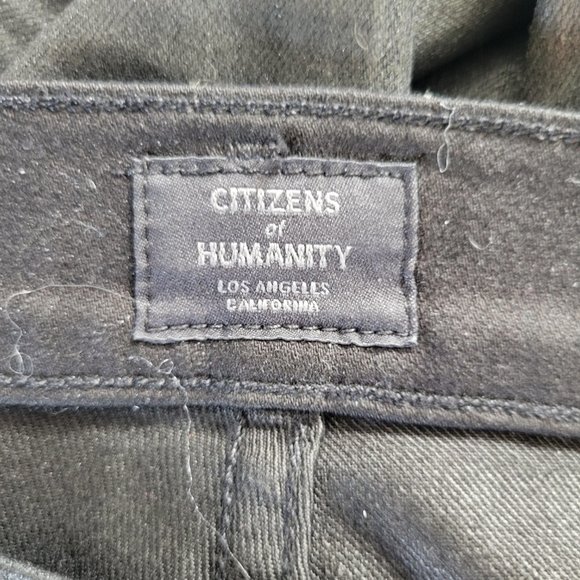 CITIZENS
of
HUMANITY
LOS ANGELES
CALIFORNIA